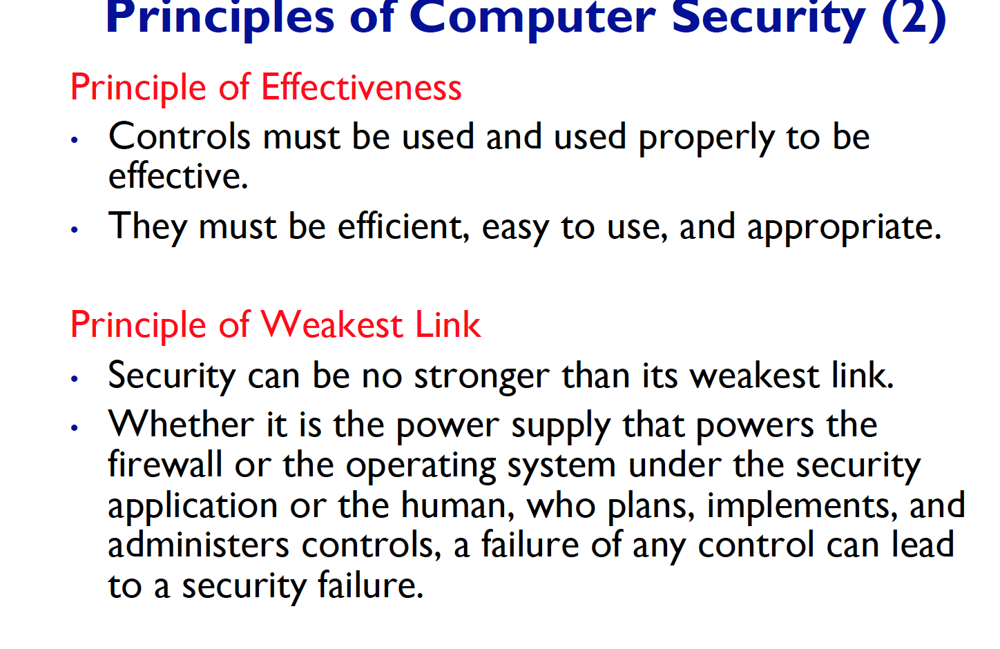 Principles of Computer Security (2)
Principle of Effectiveness
• Controls must be used and used properly to be
effective.
• They must be efficient, easy to use, and appropriate.
Principle of Weakest Link
• Security can be no stronger than its weakest link.
• Whether it is the power supply that powers the
firewall or the operating system under the security
application or the human, who plans, implements, and
administers controls, a failure of any control can lead
to a security failure.